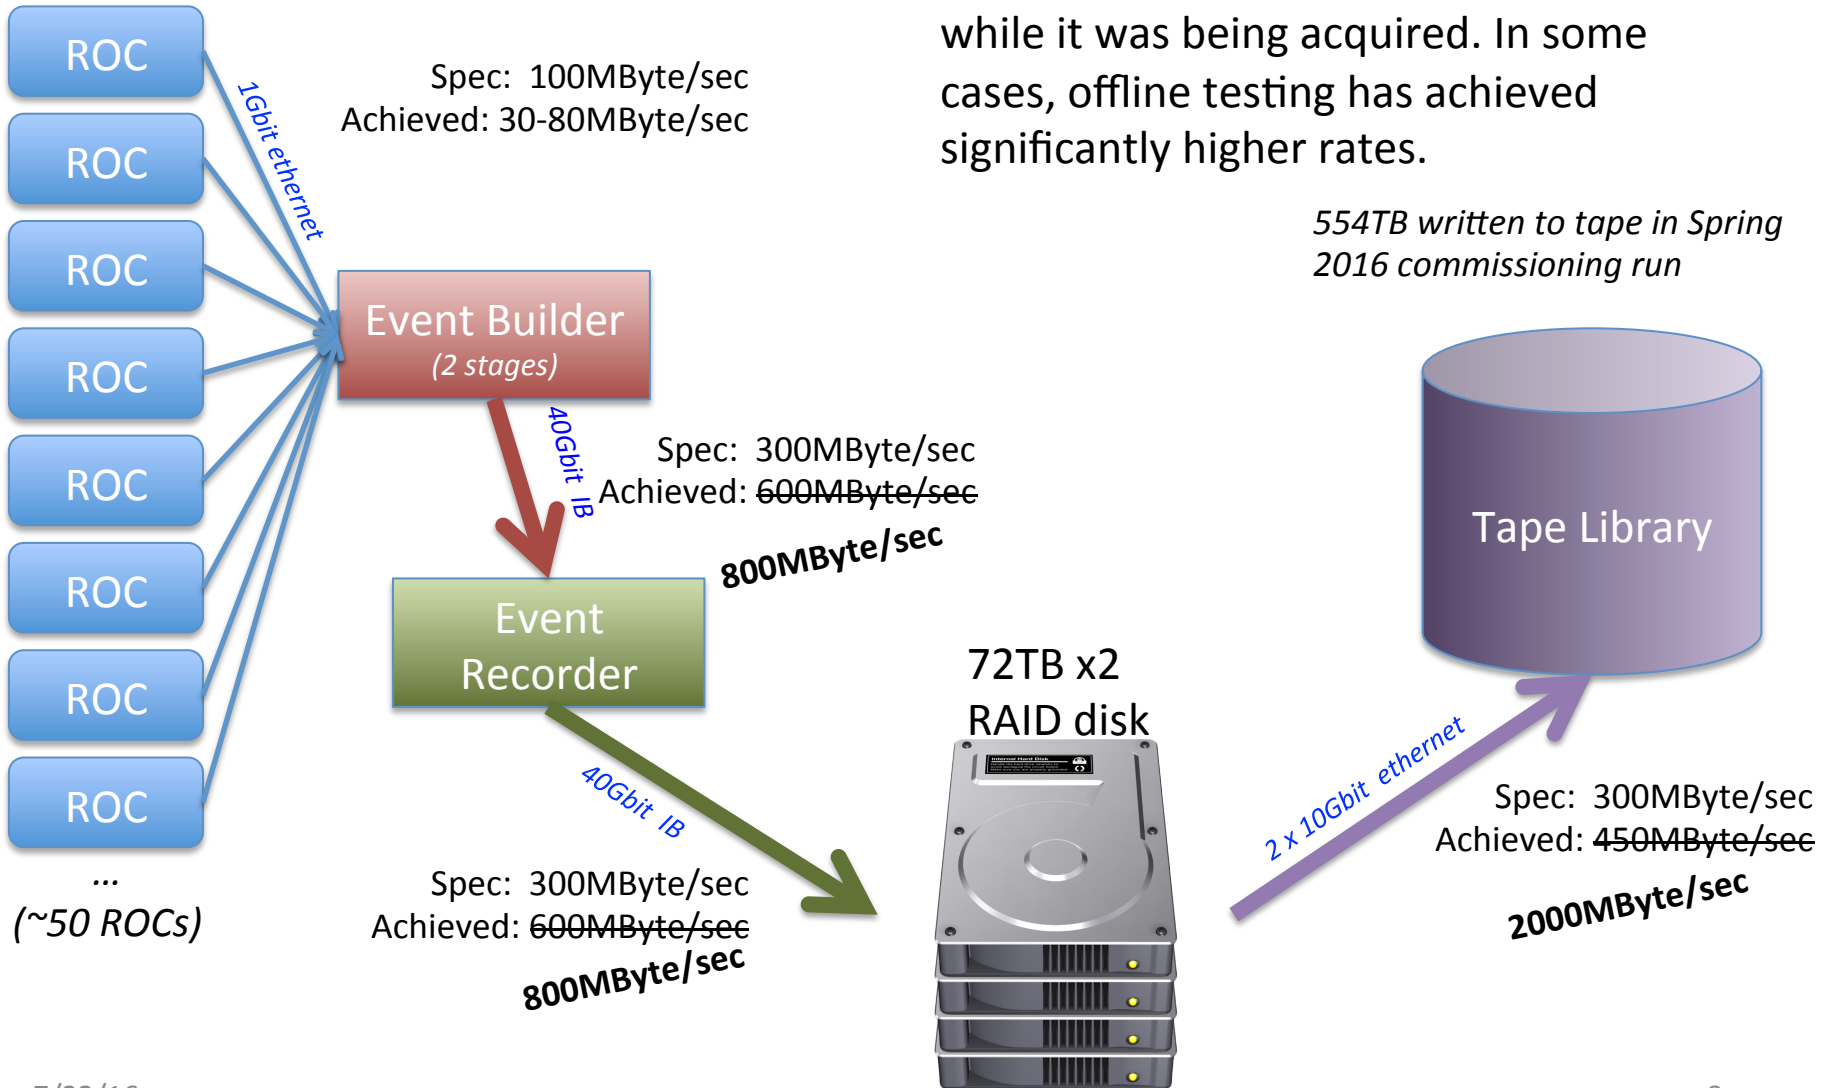 while it was being acquired. In some
cases, offline testing has achieved
significantly higher rates.
554TB written to tape in Spring
2016 commissioning run
ROC
ROC
ROC
ROC
ROC
ROC
ROC
ROC
...
(~50 ROCs)
1Gbit ethernet
Spec: 100MByte/sec
Achieved: 30-80MByte/sec
Event Builder
(2 stages)
40Gbit IB
Spec: 300MByte/sec
Achieved: 600MByte/sec
800MByte/sec
Event
Recorder
40Gbit IB
Spec: 300MByte/sec
Achieved: 600MByte/sec
800MByte/sec
72TB x2
RAID disk
Internal Hard Disk
2 x 10Gbit ethernet
Spec: 300MByte/sec
Achieved: 450MByte/sec
2000MByte/sec
Tape Library